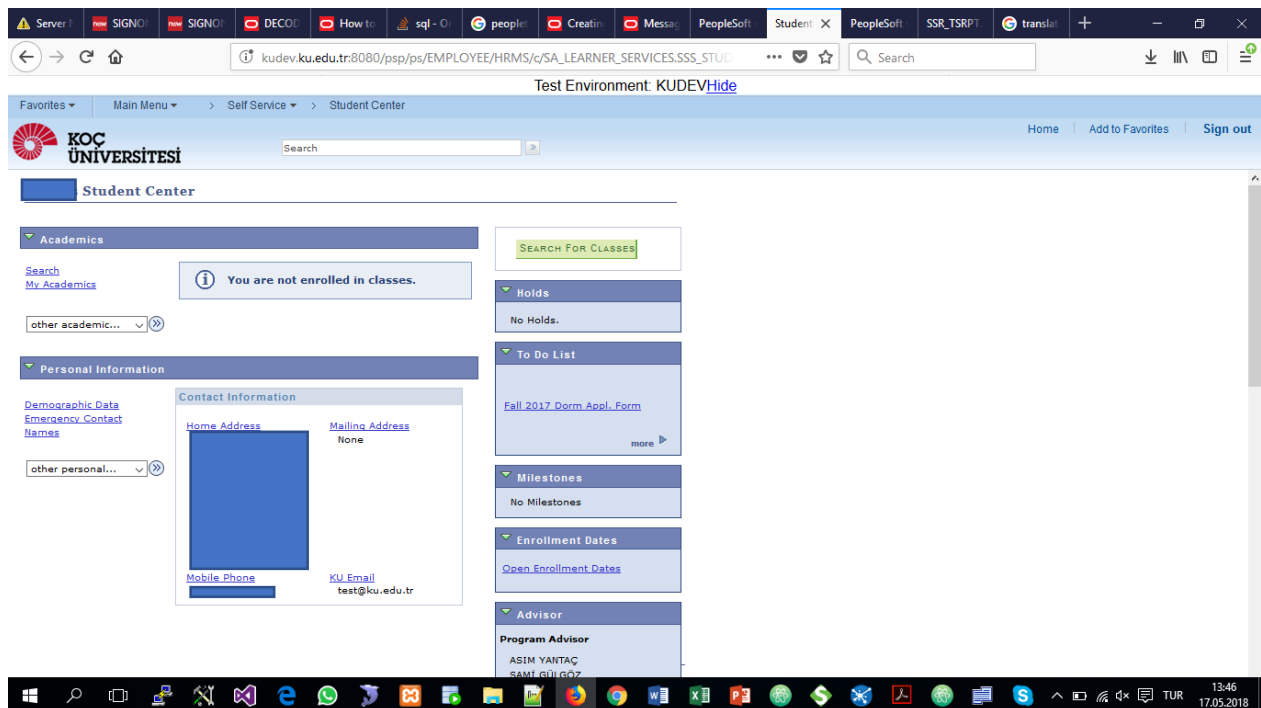 Server
now SIGNO
now SIGNO
DECOD
How to
sql - Or
people
Creatin
Messag
PeopleSoft
Student
PeopleSoft
SSR_TSRPT
translat
kudev.ku.edu.tr:8080/psp/ps/EMPLOYEE/HRMS/c/SA_LEARNER_SERVICES.SSS_STUD
Search
Test Environment: KUDEVHide
Favorites
Main Menu
> Self Service
> Student Center
Home
Add to Favorites
Sign out
KOÇ
ÜNİVERSİTESİ
Search
Student Center
Academics
Search
My Academics
You are not enrolled in classes.
other academic...
SEARCH FOR CLASSES
Holds
No Holds.
To Do List
Fall 2017 Dorm Appl. Form
more
Personal Information
Demographic Data
Emergency Contact
Names
other personal...
Contact Information
Home Address
Mailing Address
None
Mobile Phone
KU Email
test@ku.edu.tr
Milestones
No Milestones
Enrollment Dates
Open Enrollment Dates
Advisor
Program Advisor
ASIM YANTAÇ
SAMİ GÜLGÖZ
TUR
13:46
17.05.2018